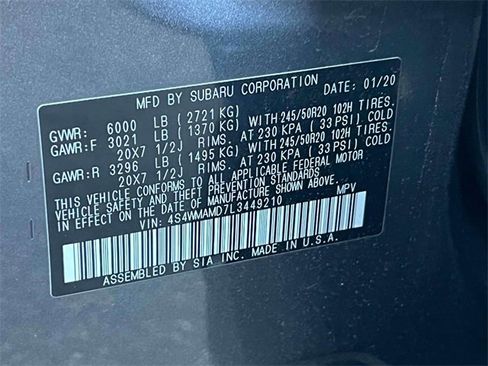 MFD BY SUBARU CORPORATION DATE: 01/20
GVWR: 6000 LB ( 2721 KG)
GAWR:F 3021 LB ( 1370 KG) WITH 245/50R20 102H TIRES.
20X7 1/2J RIMS. AT 230 KPA ( 33 PSI) COLD
GAWR:R 3296 LB ( 1495 KG) WITH 245/50R20 102H TIRES.
20X7 1/2J RIMS. AT 230 KPA ( 33 PSI) COLD
THIS VEHICLE CONFORMS TO ALL APPLICABLE FEDERAL MOTOR
VEHICLE SAFETY AND THEFT PREVENTION STANDARDS
IN EFFECT ON THE DATE OF MANUFACTURE SHOWN ABOVE.
VIN: 4S4WMAMD7L3449210 MPV
ASSEMBLED BY SIA INC. MADE IN U.S.A.